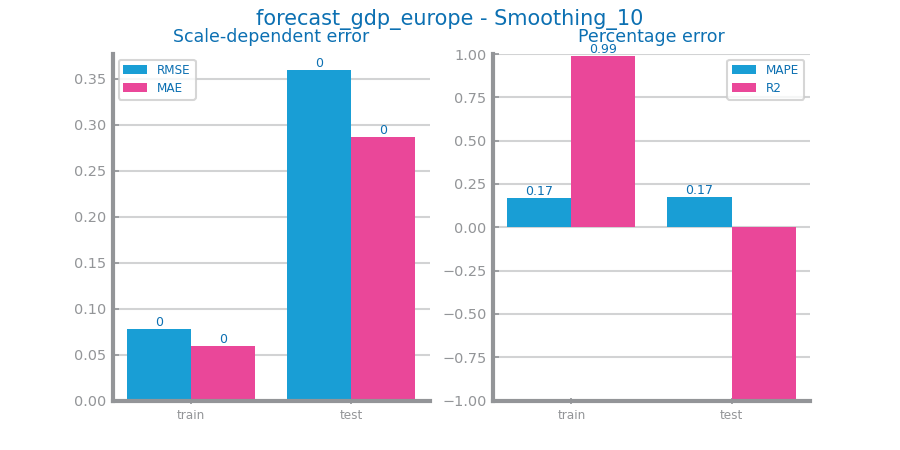 forecast_gdp_europe - Smoothing_10
Scale-dependent error
RMSE
MAE
0.35
0.30
0.25
0.20
0.15
0.10
0.05
0.00
0
0
0
0
train
test
Percentage error
MAPE
R2
1.00
0.75
0.50
0.25
0.00
−0.25
−0.50
−0.75
−1.00
0.17
0.99
0.17
train
test